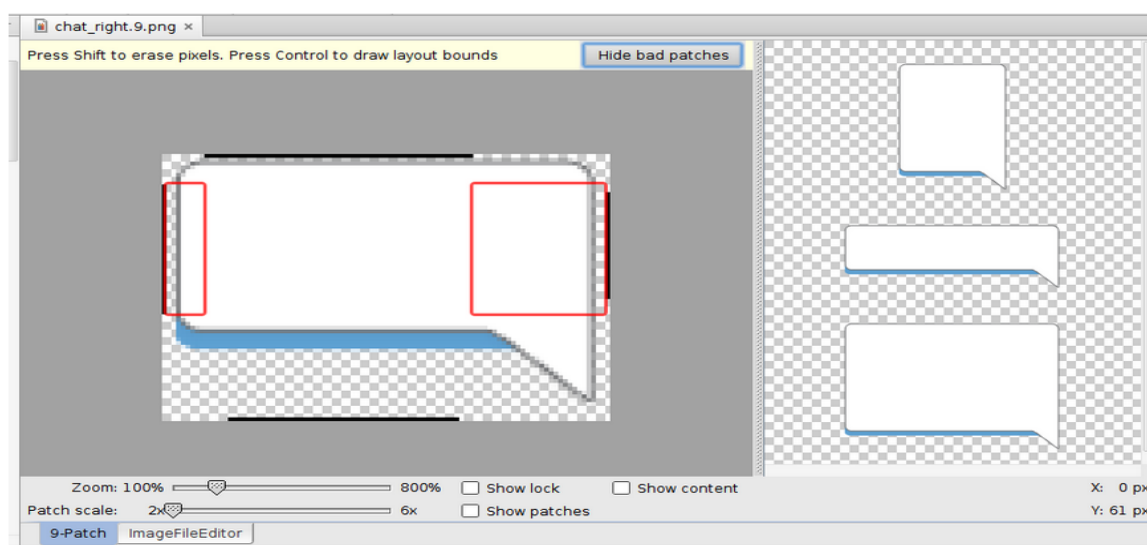 chat_right.9.png ×
Press Shift to erase pixels. Press Control to draw layout bounds
Hide bad patches
Zoom: 100% 800% Show lock Show content
X: 0 px
Patch scale: 2x 6x Show patches
Y: 61 px
9-Patch ImageFileEditor